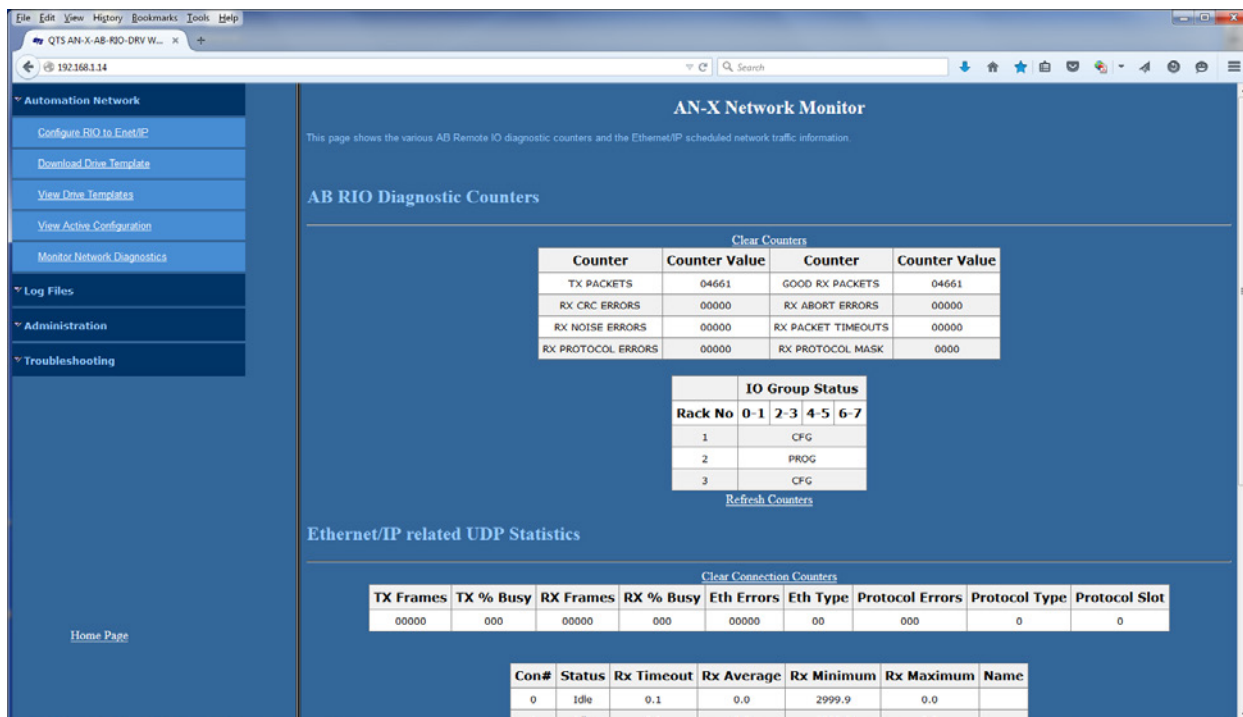 File Edit View History Bookmarks Tools Help
QTS AN-X-AB-RIO-DRV W... × +
192.168.1.14
Search
Automation Network
Configure RIO to Enet/IP
Download Drive Template
View Drive Templates
View Active Configuration
Monitor Network Diagnostics
Log Files
Administration
Troubleshooting
Home Page
AN-X Network Monitor
This page shows the various AB Remote IO diagnostic counters and the Ethernet/IP scheduled network traffic information.
AB RIO Diagnostic Counters
Clear Counters
Counter Counter Value Counter Counter Value
TX PACKETS 04661 GOOD RX PACKETS 04661
RX CRC ERRORS 00000 RX ABORT ERRORS 00000
RX NOISE ERRORS 00000 RX PACKET TIMEOUTS 00000
RX PROTOCOL ERRORS 00000 RX PROTOCOL MASK 0000
IO Group Status
Rack No 0-1 2-3 4-5 6-7
1 CFG
2 PROG
3 CFG
Refresh Counters
Ethernet/IP related UDP Statistics
Clear Connection Counters
TX Frames TX % Busy RX Frames RX % Busy Eth Errors Eth Type Protocol Errors Protocol Type Protocol Slot
00000 000 00000 000 00000 00 000 0 0
Con# Status Rx Timeout Rx Average Rx Minimum Rx Maximum Name
0 Idle 0.1 0.0 2999.9 0.0